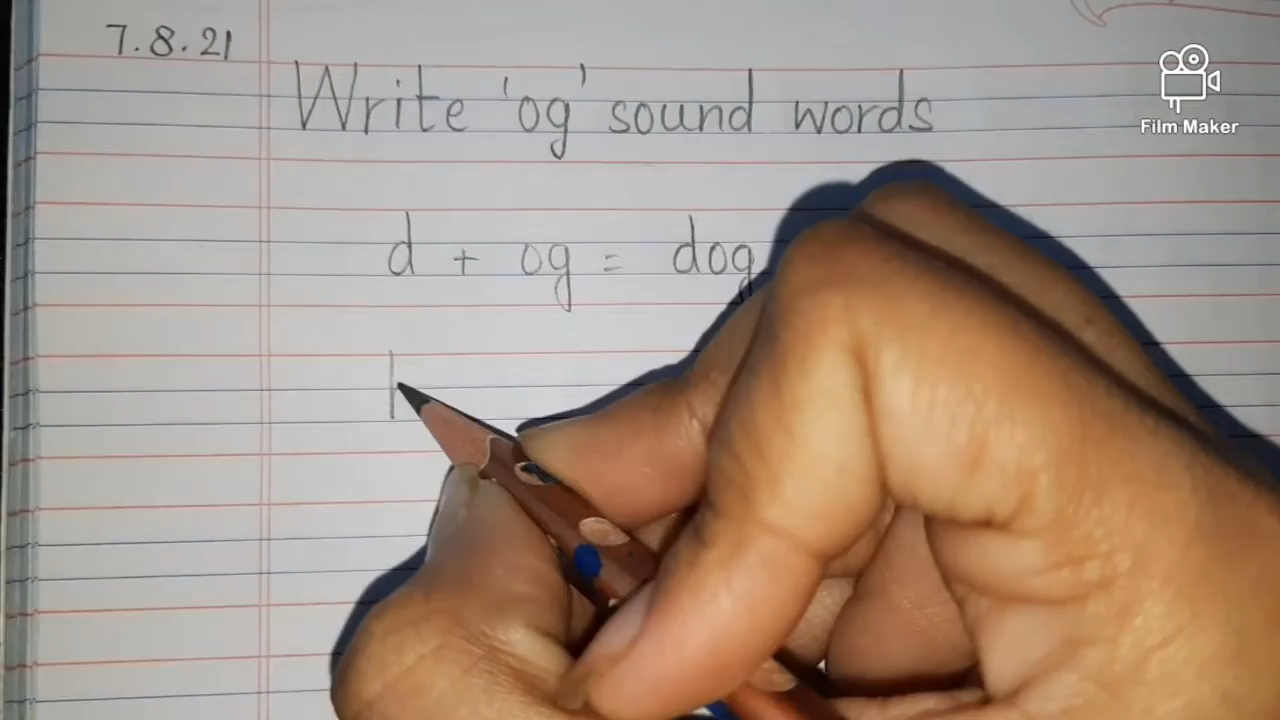 7.8.21
Write 'og' sound words
Film Maker
d + og = dog